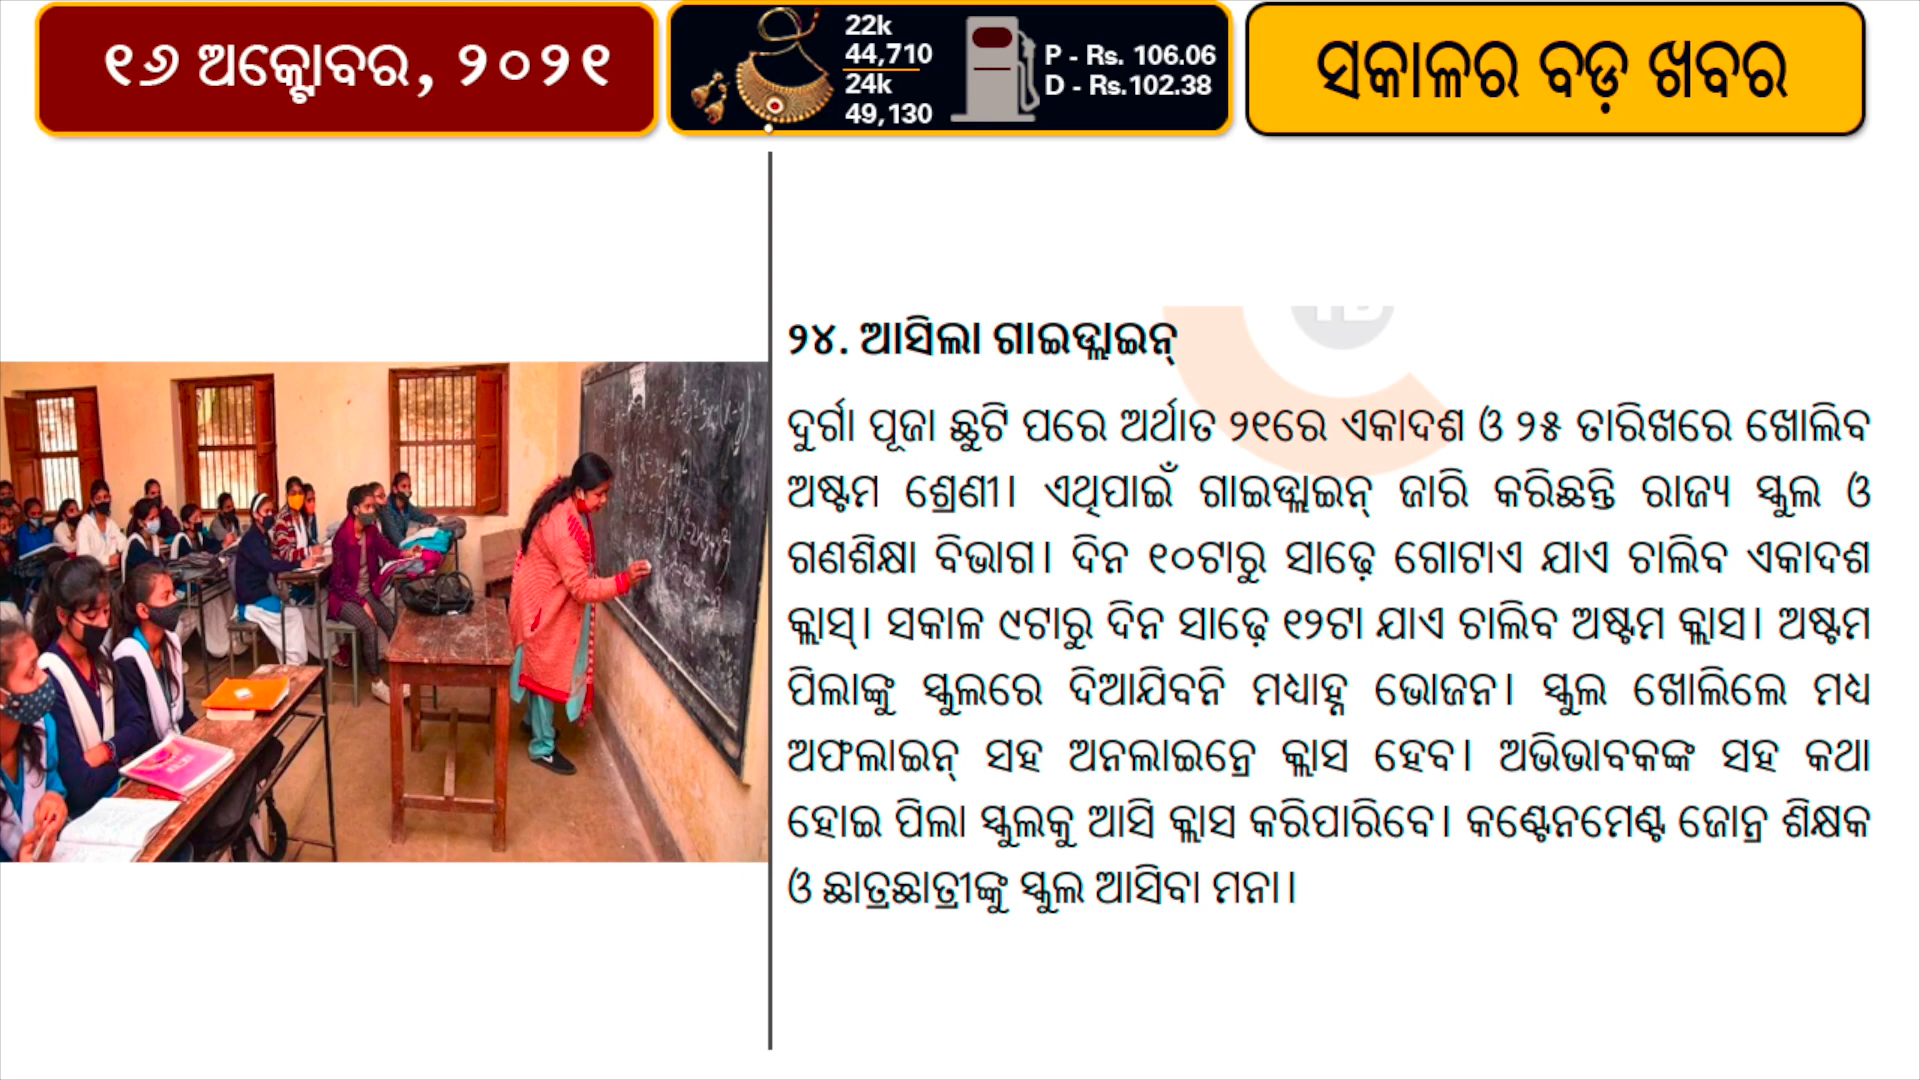 ୧୬ ଅକ୍ଟୋବର, ୨୦୨୧
22k
44,710
24k
49,130
P - Rs. 106.06
D - Rs.102.38
ସକାଳର ବଡ଼ ଖବର
୨୪. ଆସିଲା ଗାଇଡ୍ଲାଇନ୍
ଦୁର୍ଗା ପୂଜା ଛୁଟି ପରେ ଅର୍ଥାତ ୨୧ରେ ଏକାଦଶ ଓ ୨୫ ତାରିଖରେ ଖୋଲିବ
ଅଷ୍ଟମ ଶ୍ରେଣୀ। ଏଥିପାଇଁ ଗାଇଡ୍ଲାଇନ୍ ଜାରି କରିଛନ୍ତି ରାଜ୍ୟ ସ୍କୁଲ ଓ
ଗଣଶିକ୍ଷା ବିଭାଗ। ଦିନ ୧୦ଟାରୁ ସାଢ଼େ ଗୋଟାଏ ଯାଏ ଚାଲିବ ଏକାଦଶ
କ୍ଲାସ୍। ସକାଳ ୯ଟାରୁ ଦିନ ସାଢ଼େ ୧୨ଟା ଯାଏ ଚାଲିବ ଅଷ୍ଟମ କ୍ଲାସ। ଅଷ୍ଟମ
ପିଲାଙ୍କୁ ସ୍କୁଲରେ ଦିଆଯିବନି ମଧ୍ୟାହ୍ନ ଭୋଜନ। ସ୍କୁଲ ଖୋଲିଲେ ମଧ୍ୟ
ଅଫଲାଇନ୍ ସହ ଅନଲାଇନ୍ରେ କ୍ଲାସ ହେବ। ଅଭିଭାବକଙ୍କ ସହ କଥା
ହୋଇ ପିଲା ସ୍କୁଲକୁ ଆସି କ୍ଲାସ କରିପାରିବେ। କଣ୍ଟେନମେଣ୍ଟ ଜୋନ୍ର ଶିକ୍ଷକ
ଓ ଛାତ୍ରଛାତ୍ରୀଙ୍କୁ ସ୍କୁଲ ଆସିବା ମନା।